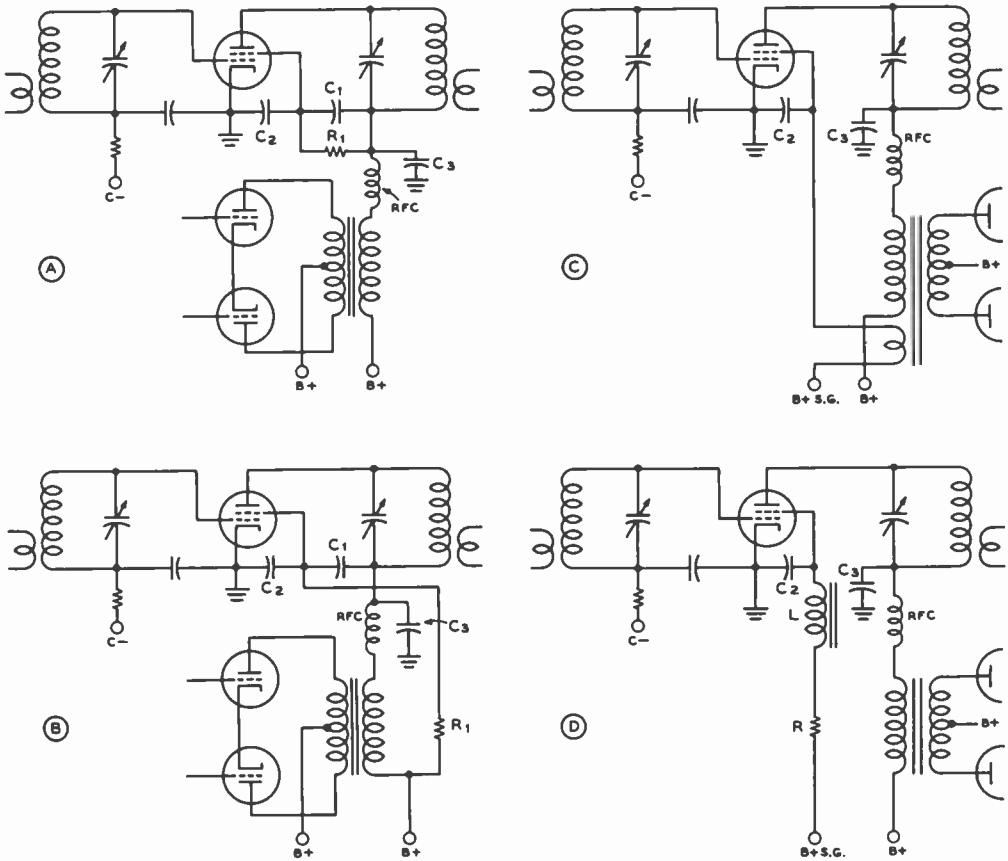 C1
C2
R1
C3
C-
RFC
A
B+
B+
C2
C3
RFC
C-
C
B+
B+ S.G.
B+
C1
C2
RFC
C3
C-
B
R1
B+
B+
C2
C3
L
RFC
C-
D
R
B+
B+ S.G.
B+